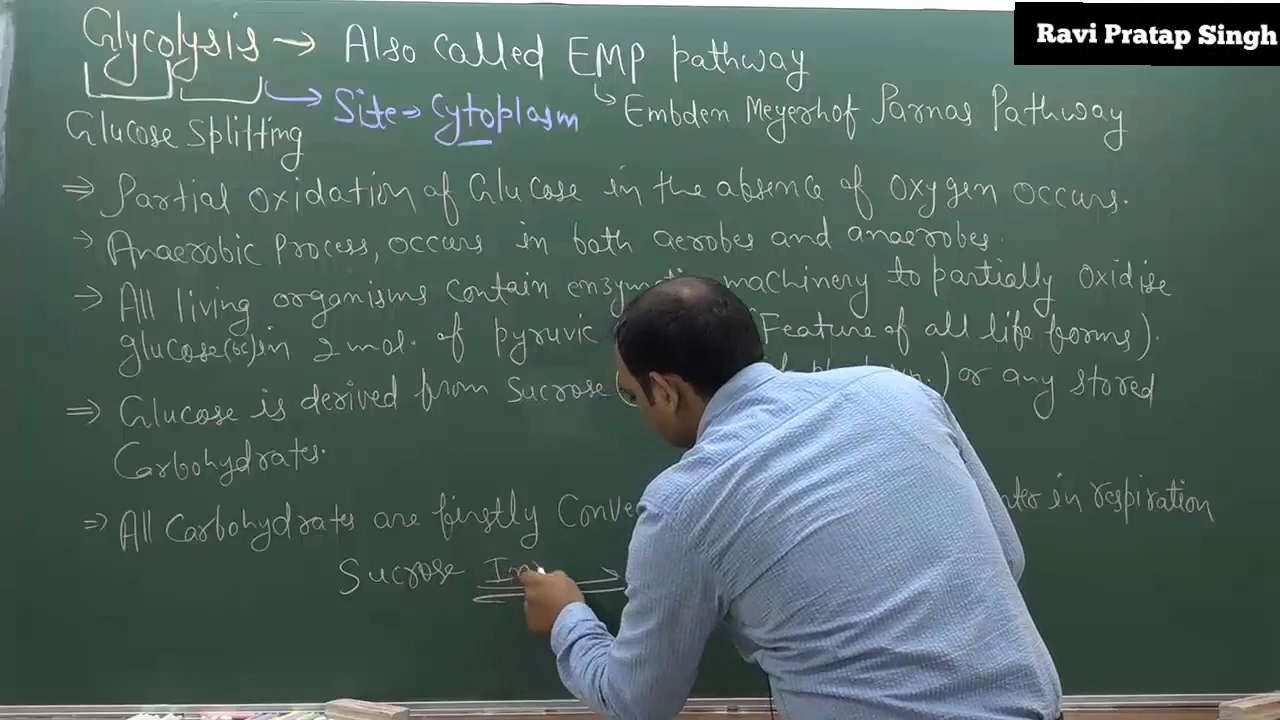 Ravi Pratap Singh
Glycolysis → Also called EMP pathway
Site → Cytoplasm Embden Meyerhof Parnas Pathway
Glucose Splitting
⇒ Partial oxidation of Glucose in the absence of oxygen occurs.
→ Anaerobic Process, occurs in both aerobes and anaerobes.
→ All living organisms contain machinery to partially oxidise
glucose(6c) in 2 mol. of pyruvic (Feature of all life forms).
⇒ Glucose is derived from Sucrose ( ) or any stored
Carbohydrates.
⇒ All Carbohydrates are firstly in respiration
Sucrose In